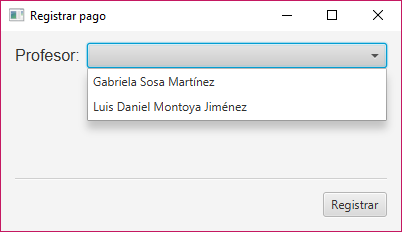 Registrar pago
Profesor:
Gabriela Sosa Martínez
Luis Daniel Montoya Jiménez
Registrar